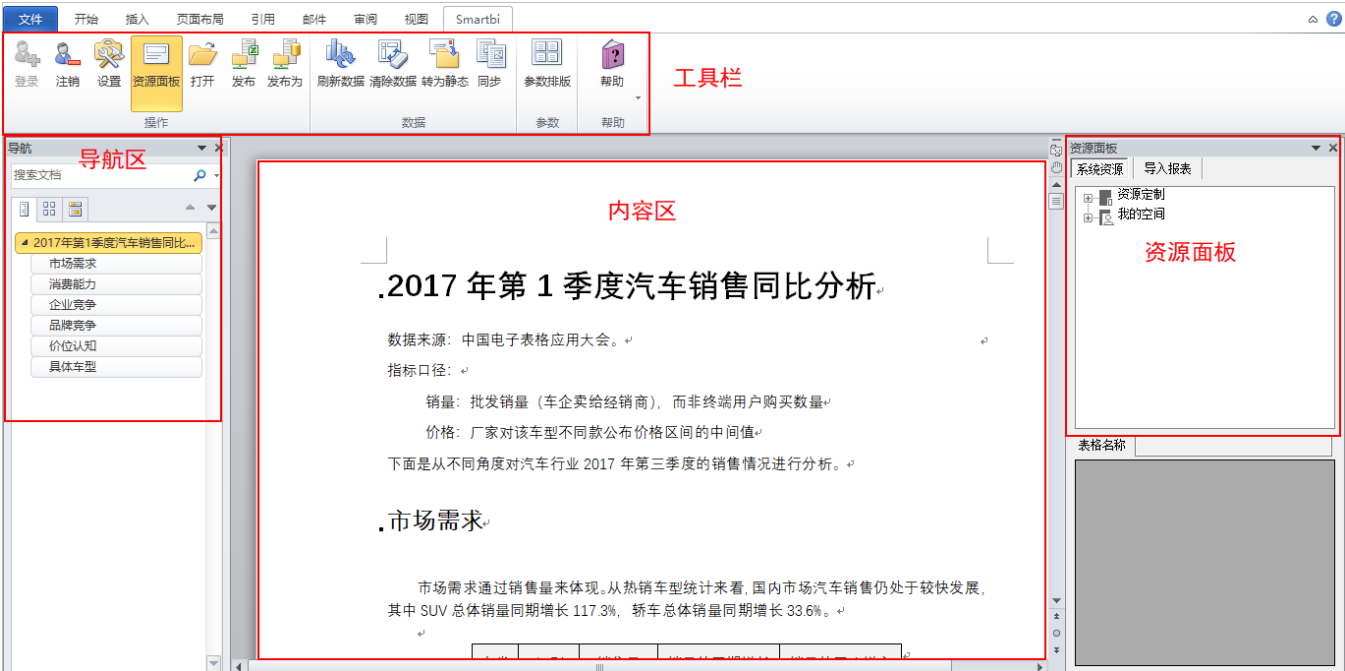 文件 开始 插入 页面布局 引用 邮件 审阅 视图 Smartbi
登录 注销 设置 资源面板 打开 发布 发布为 刷新数据 清除数据 转为静态 同步 参数排版 帮助
工具栏
操作 数据 参数 帮助
导航
导航区
搜索文档
2017年第1季度汽车销售同比...
市场需求
消费能力
企业竞争
品牌竞争
价位认知
具体车型
内容区
2017 年第 1 季度汽车销售同比分析
数据来源：中国电子表格应用大会。
指标口径：
销量：批发销量（车企卖给经销商），而非终端用户购买数量
价格：厂家对该车型不同款公布价格区间的中间值
下面是从不同角度对汽车行业 2017 年第三季度的销售情况进行分析。
市场需求
市场需求通过销售量来体现。从热销车型统计来看，国内市场汽车销售仍处于较快发展，
其中 SUV 总体销量同期增长 117.3%，轿车总体销量同期增长 33.6%。
资源面板
系统资源 导入报表
资源定制
我的空间
资源面板
表格名称